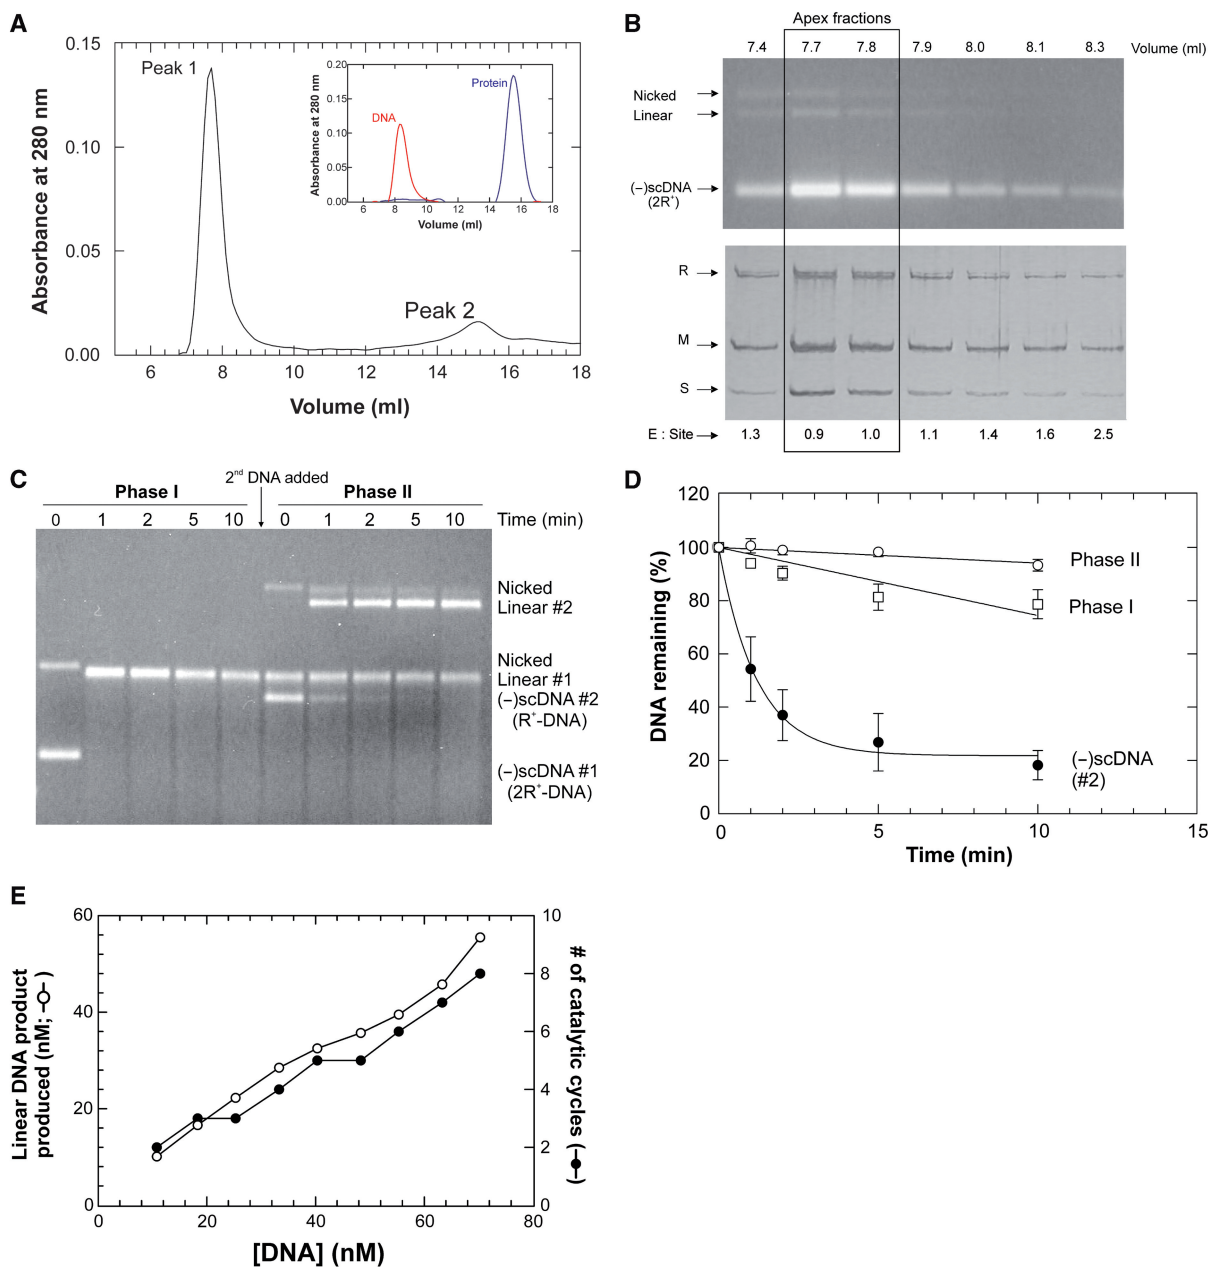 A
Absorbance at 280 nm
0.15
0.10
0.05
0.00
Peak 1
Peak 2
6 8 10 12 14 16 18
Volume (ml)
Absorbance at 280 nm
0.20
0.15
0.10
0.05
0.00
DNA
Protein
6 8 10 12 14 16 18
Volume (ml)
B
Apex fractions
7.4 7.7 7.8 7.9 8.0 8.1 8.3 Volume (ml)
Nicked
Linear
(–)scDNA
(2R⁺)
R
M
S
E : Site 1.3 0.9 1.0 1.1 1.4 1.6 2.5
C
2nd DNA added
Phase I Phase II
0 1 2 5 10 0 1 2 5 10 Time (min)
Nicked
Linear #2
Nicked
Linear #1
(–)scDNA #2
(R⁺-DNA)
(–)scDNA #1
(2R⁺-DNA)
D
DNA remaining (%)
120
100
80
60
40
20
0
Phase II
Phase I
(–)scDNA
(#2)
0 5 10 15
Time (min)
E
Linear DNA product
produced (nM; )
60
40
20
0
10
8
6
4
2
0
# of catalytic cycles ( )
0 20 40 60 80
[DNA] (nM)